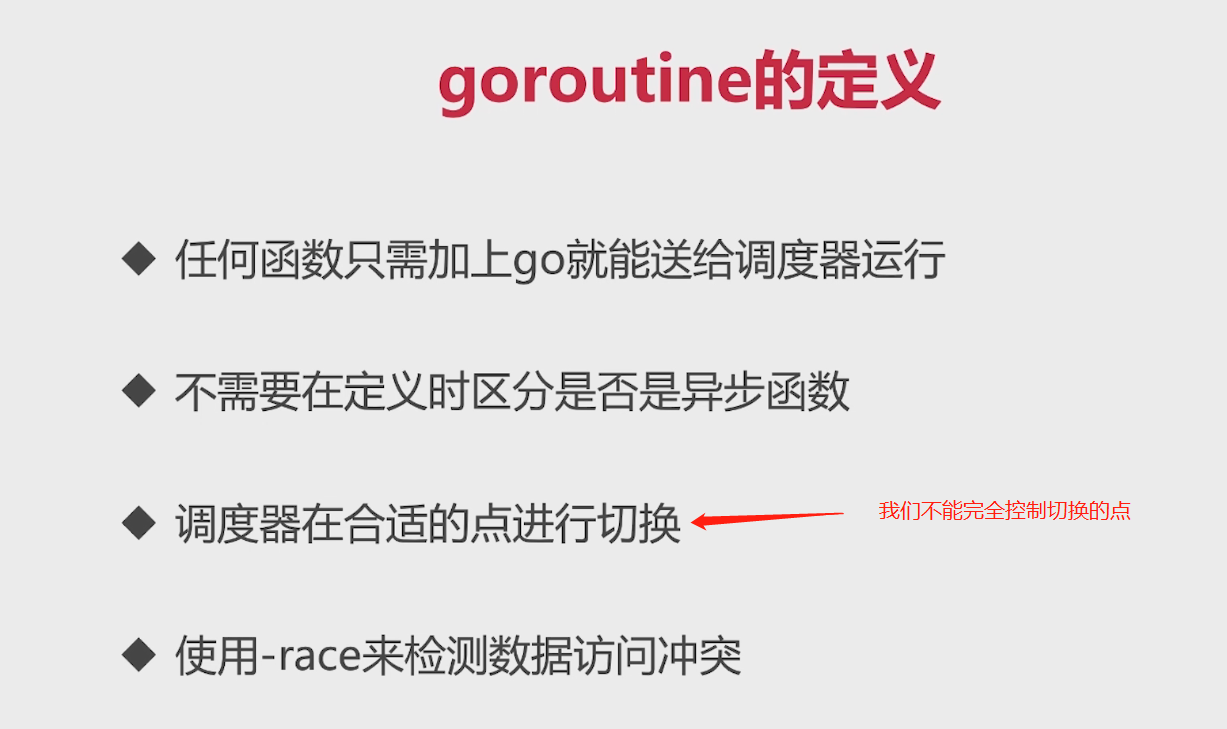 goroutine的定义
任何函数只需加上go就能送给调度器运行
不需要在定义时区分是否是异步函数
调度器在合适的点进行切换
我们不能完全控制切换的点
使用-race来检测数据访问冲突